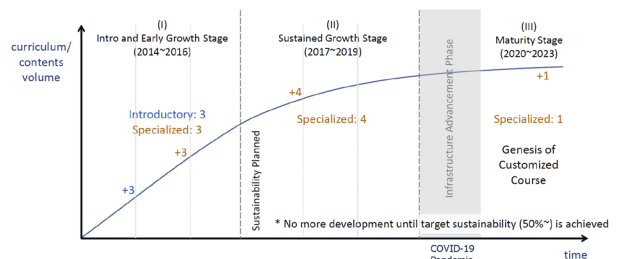 (I)
Intro and Early Growth Stage
(2014~2016)
(II)
Sustained Growth Stage
(2017~2019)
(III)
Maturity Stage
(2020~2023)
curriculum/
contents
volume
Introductory: 3
Specialized: 3
+3
+3
Sustainability Planned
+4
Specialized: 4
Infrastructure Advancement Phase
+1
Specialized: 1
Genesis of
Customized
Course
* No more development until target sustainability (50%~) is achieved
COVID-19
Pandemic
time